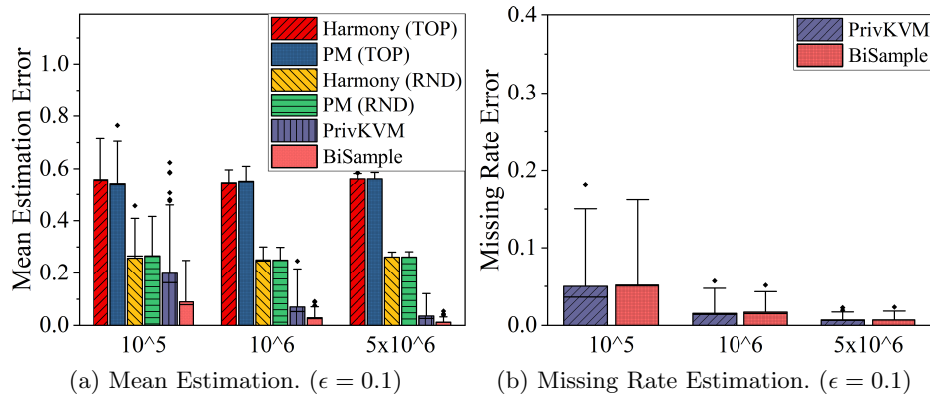 Mean Estimation Error
1.0
0.8
0.6
0.4
0.2
0.0
Harmony (TOP)
PM (TOP)
Harmony (RND)
PM (RND)
PrivKVM
BiSample
10^5
10^6
5x10^6
(a) Mean Estimation. (ϵ = 0.1)
Missing Rate Error
0.4
0.3
0.2
0.1
0.0
PrivKVM
BiSample
10^5
10^6
5x10^6
(b) Missing Rate Estimation. (ϵ = 0.1)